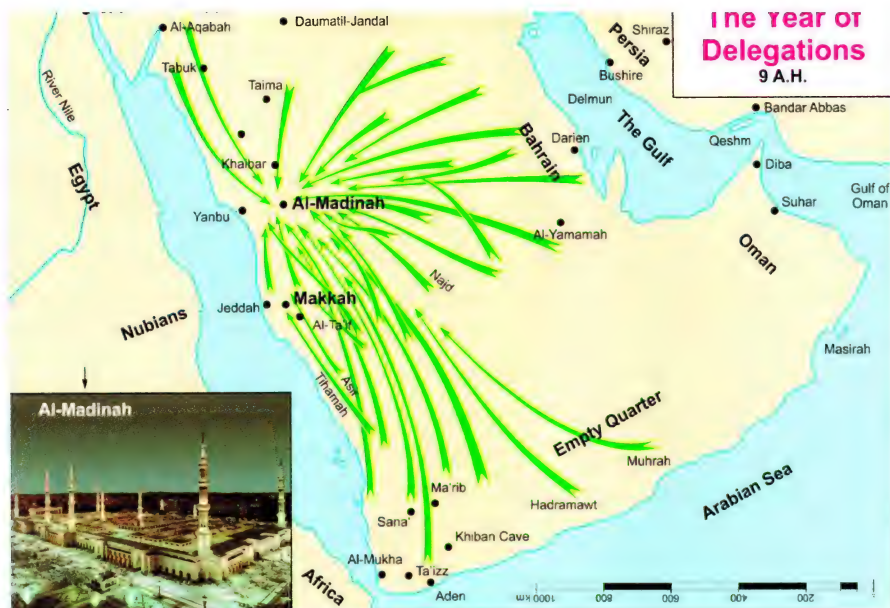 The Year of
Delegations
9 A.H.
Al-Aqabah
Daumatil-Jandal
Persia
Shiraz
Tabuk
Bushire
River Nile
Taima
Delmun
Bandar Abbas
The Gulf
Bahrain
Darien
Qeshm
Khaibar
Diba
Egypt
Al-Madinah
Yanbu
Suhar
Gulf of
Oman
Al-Yamamah
Oman
Najd
Makkah
Jeddah
Nubians
Al-Ta'if
Masirah
Asir
Tihamah
Al-Madinah
Empty Quarter
Muhrah
Ma'rib
Hadramawt
Arabian Sea
Sana'
Khiban Cave
Al-Mukha
Ta'izz
Africa
Aden
1000 km
800
600
400
200